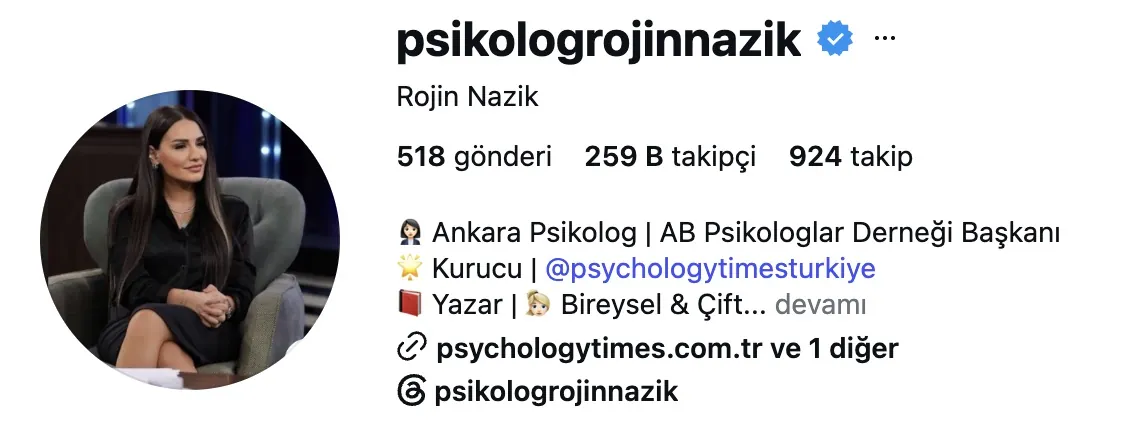 psikologrojinnazik
Rojin Nazik
518 gönderi 259 B takipçi 924 takip
Ankara Psikolog | AB Psikologlar Derneği Başkanı
Kurucu | @psychologytimesturkiye
Yazar | Bireysel & Çift... devamı
psychologytimes.com.tr ve 1 diğer
psikologrojinnazik